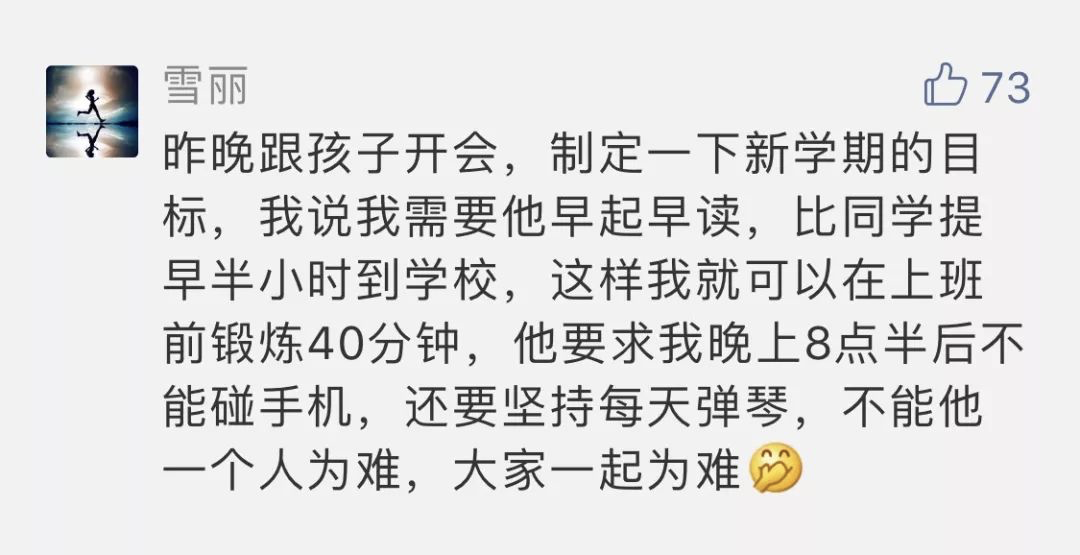 雪丽
73
昨晚跟孩子开会，制定一下新学期的目
标，我说我需要他早起早读，比同学提
早半小时到学校，这样我就可以在上班
前锻炼40分钟，他要求我晚上8点半后不
能碰手机，还要坚持每天弹琴，不能他
一个人为难，大家一起为难🤭